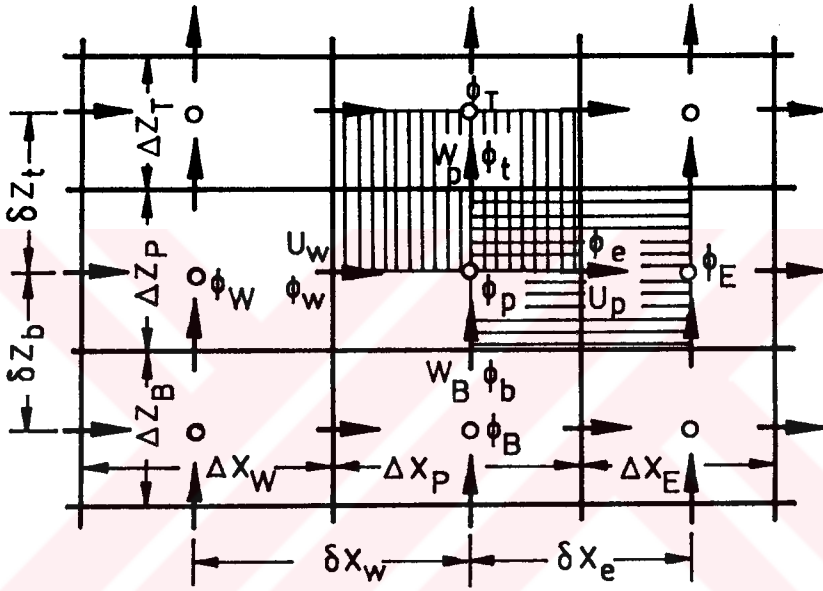 ϕ_T
ΔZ_T
W_p ϕ_t
δZ_t
ΔZ_P
U_w ϕ_e
ϕ_W ϕ_w ϕ_p U_p ϕ_E
δZ_b
W_B ϕ_b
ΔZ_B
ϕ_B
ΔX_W ΔX_P ΔX_E
δX_w δX_e